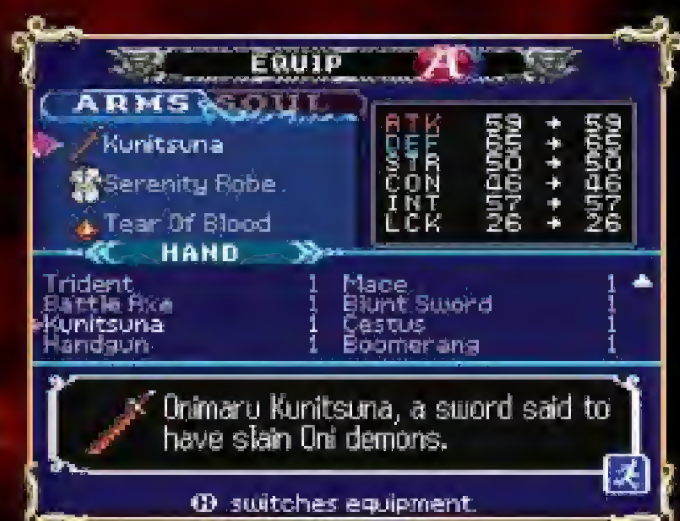 EQUIP A
ARMS SOUL
Kunitsuna
Serenity Robe
Tear Of Blood
ATK 59 → 59
DEF 65 → 65
STR 50 → 50
CON 46 → 46
INT 57 → 57
LCK 26 → 26
HAND
Trident 1 Mace 1
Battle Axe 1 Blunt Sword 1
Kunitsuna 1 Cestus 1
Handgun 1 Boomerang 1
Onimaru Kunitsuna, a sword said to
have slain Oni demons.
switches equipment.